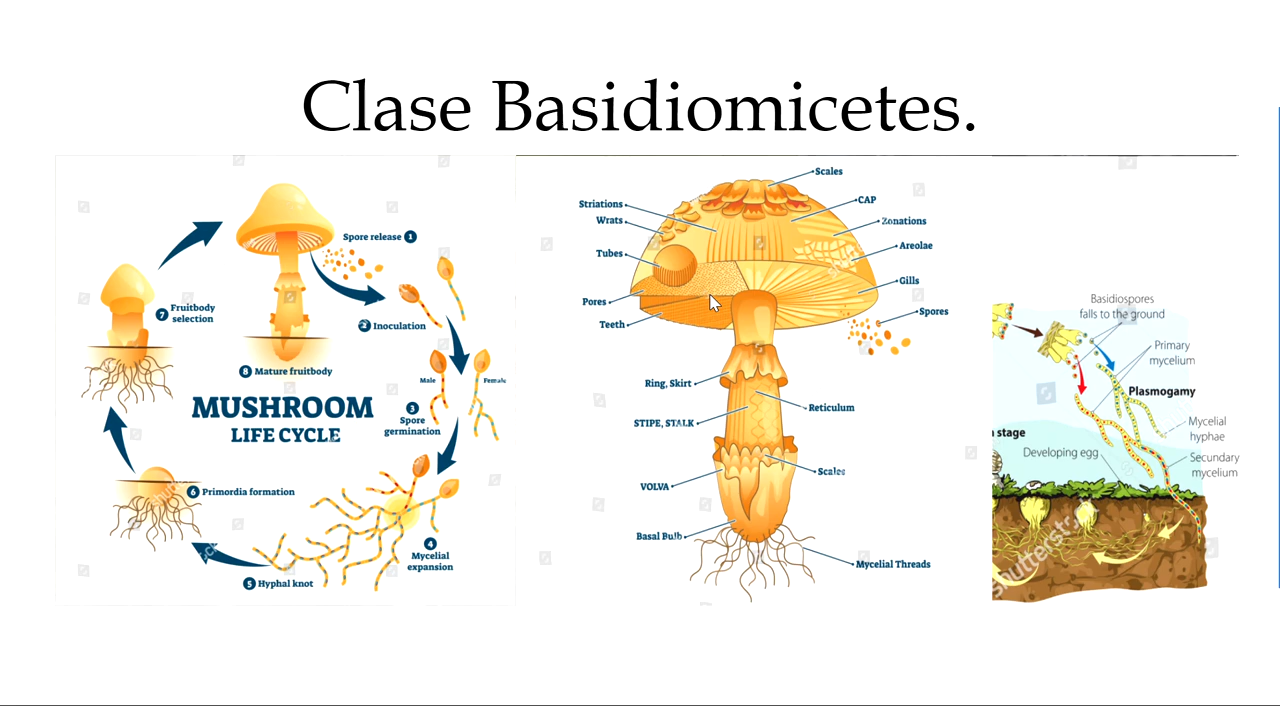 Clase Basidiomicetes.
Spore release 1
2 Inoculation
Male
Female
3
Spore
germination
4
Mycelial
expansion
5 Hyphal knot
6 Primordia formation
7 Fruitbody
selection
8 Mature fruitbody
MUSHROOM
LIFE CYCLE
Scales
Striations
CAP
Wrats
Zonations
Areolae
Tubes
Gills
Pores
Spores
Teeth
Ring, Skirt
Reticulum
STIPE, STALK
Scales
VOLVA
Basal Bulb
Mycelial Threads
Basidiospores
falls to the ground
Primary
mycelium
Plasmogamy
Mycelial
hyphae
stage
Developing egg
Secundary
mycelium
shutterstock